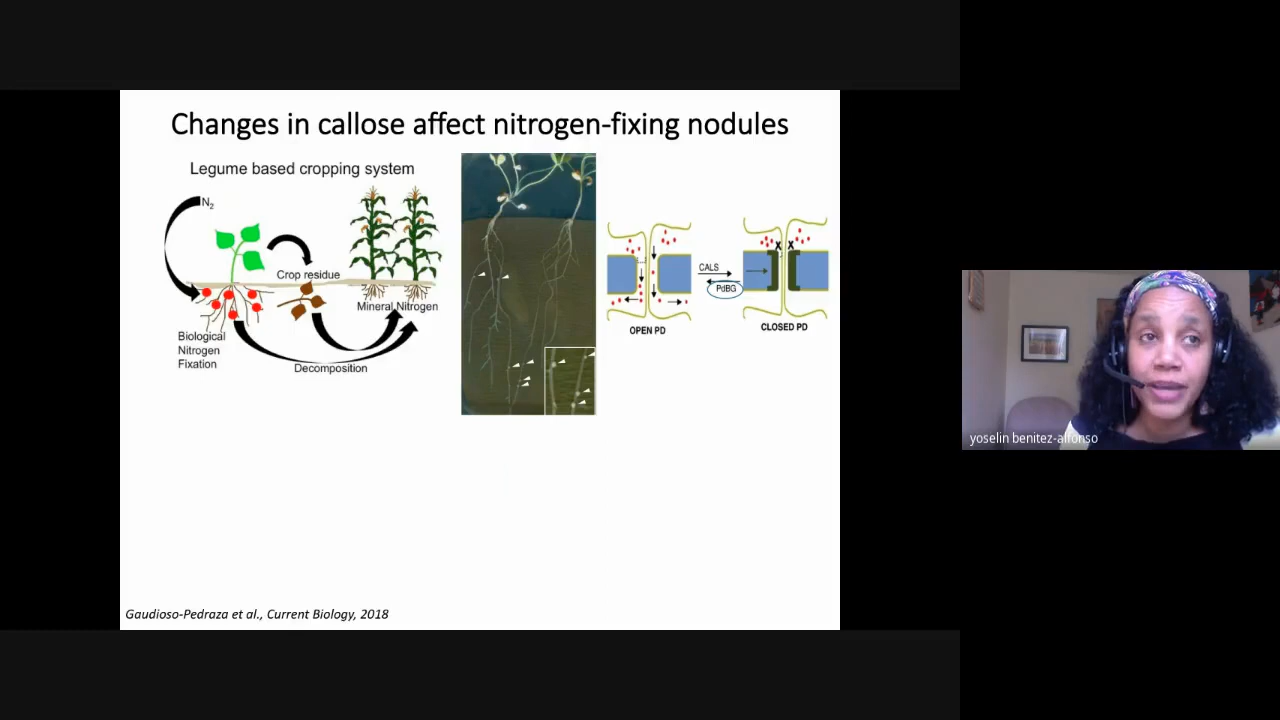 Changes in callose affect nitrogen-fixing nodules
Legume based cropping system
N2
Crop residue
Mineral Nitrogen
Biological
Nitrogen
Fixation
Decomposition
CALS
PdBG
OPEN PD
X X
CLOSED PD
yoselin benitez-alfonso
Gaudioso-Pedraza et al., Current Biology, 2018